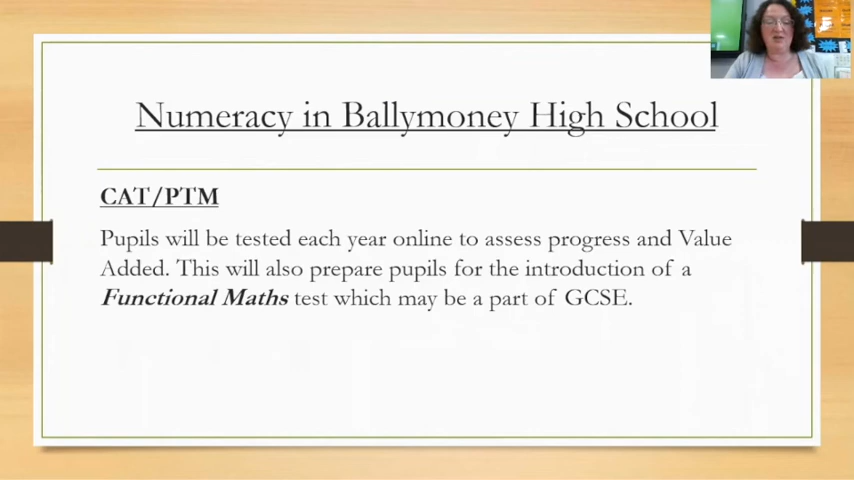 Numeracy in Ballymoney High School
CAT/PTM
Pupils will be tested each year online to assess progress and Value
Added. This will also prepare pupils for the introduction of a
Functional Maths test which may be a part of GCSE.